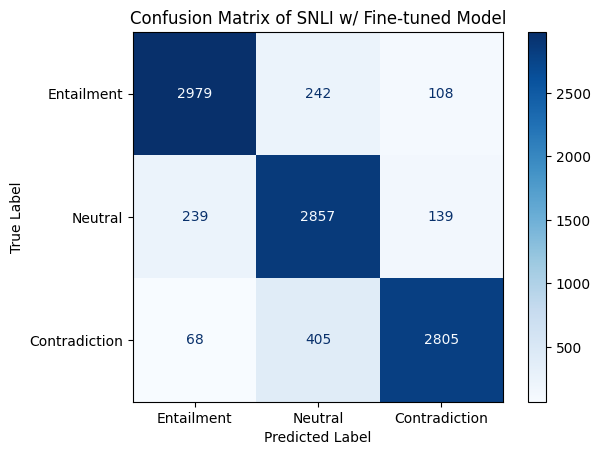 Confusion Matrix of SNLI w/ Fine-tuned Model
True Label
Entailment 2979 242 108
Neutral 239 2857 139
Contradiction 68 405 2805
Entailment Neutral Contradiction
Predicted Label
2500
2000
1500
1000
500